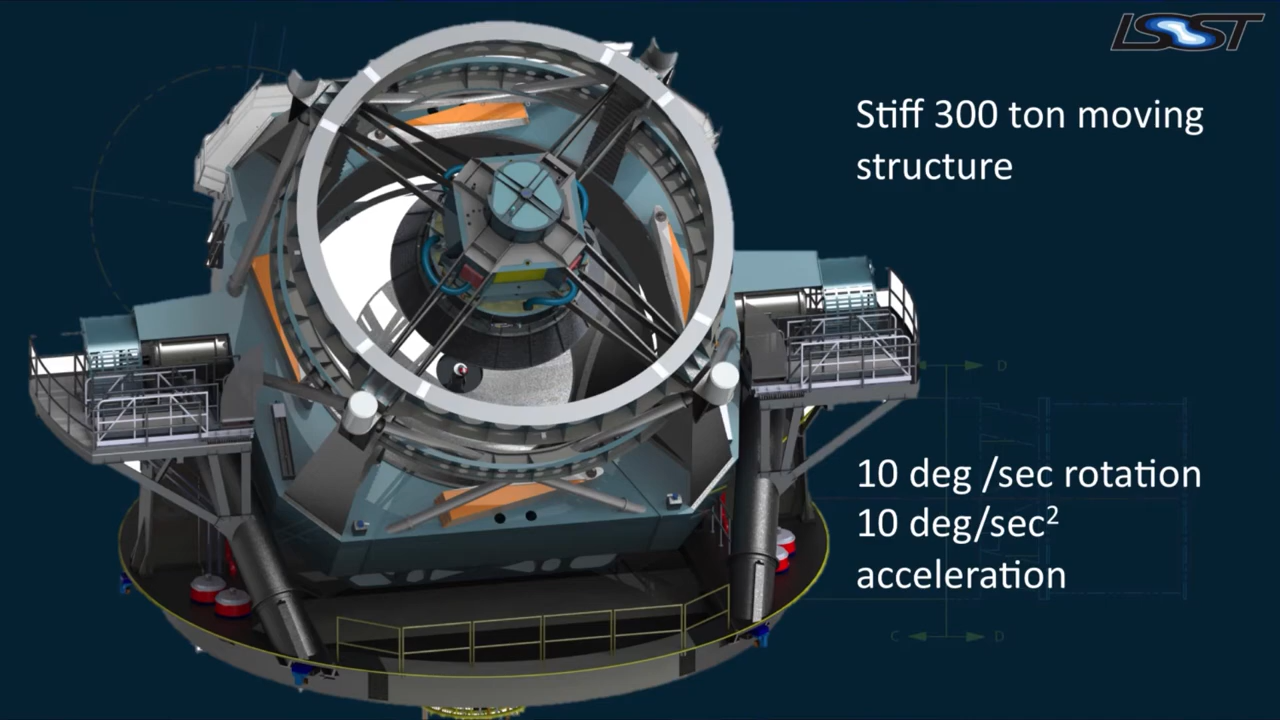 LSST
Stiff 300 ton moving
structure
D
10 deg /sec rotation
10 deg/sec²
acceleration
C D